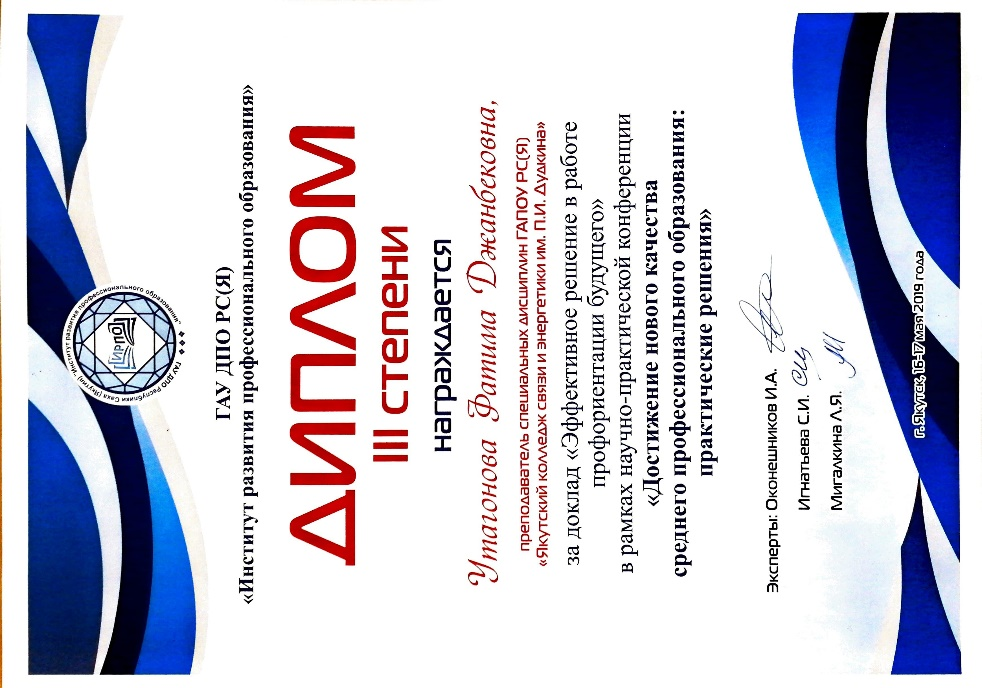 ГАУ ДПО Республики Саха (Якутия) "Институт развития профессионального образования"
ИРПО
ГАУ ДПО РС(Я)
«Институт развития профессионального образования»
ДИПЛОМ
III степени
награждается
Утагонова Фатима Джанбековна,
преподаватель специальных дисциплин ГАПОУ РС(Я)
«Якутский колледж связи и энергетики им. П.И. Дудкина»
за доклад «Эффективное решение в работе
профориентации будущего»
в рамках научно-практической конференции
«Достижение нового качества
среднего профессионального образования:
практические решения»
Эксперты: Оконешников И.А.
Игнатьева С.И.
Мигалкина Л.Я.
г.Якутск, 16-17 мая 2019 года